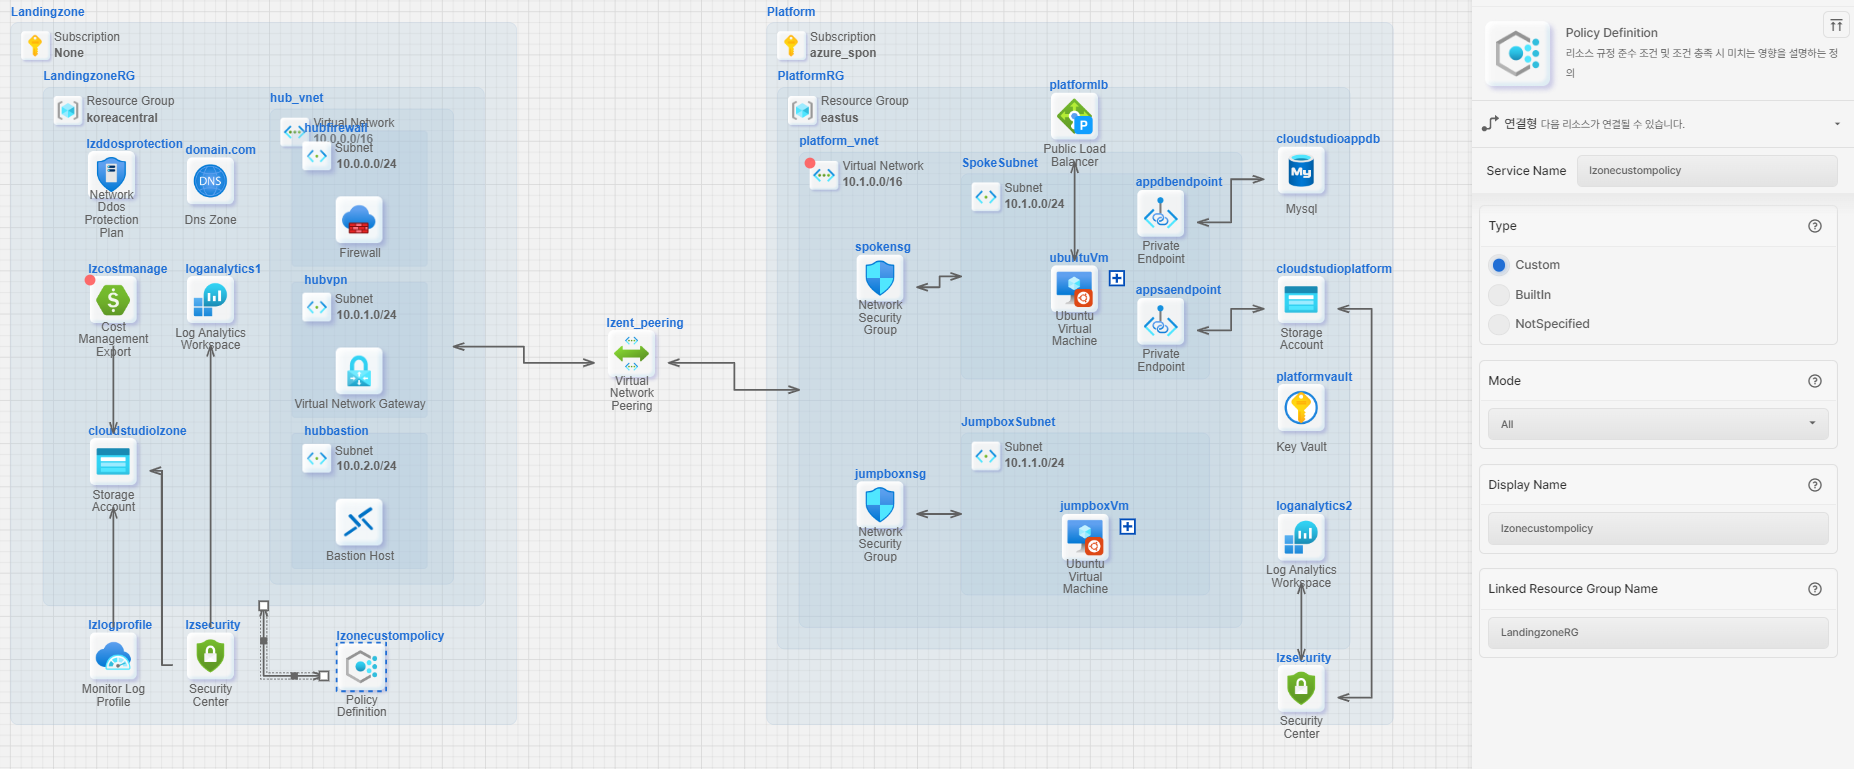 Landingzone
Subscription
None
LandingzoneRG
Resource Group
koreacentral
lzddosprotection
Network
Ddos
Protection
Plan
domain.com
DNS
Dns Zone
lzcostmanage
Cost
Management
Export
loganalytics1
Log Analytics
Workspace
cloudstudiolzone
Storage
Account
lzlogprofile
Monitor Log
Profile
lzsecurity
Security
Center
lzonecustompolicy
Policy
Definition
hub_vnet
Virtual Network
10.0.0.0/16
hubfirewall
Subnet
10.0.0.0/24
Firewall
hubvpn
Subnet
10.0.1.0/24
Virtual Network Gateway
hubbastion
Subnet
10.0.2.0/24
Bastion Host
lzent_peering
Virtual
Network
Peering
Platform
Subscription
azure_spon
PlatformRG
Resource Group
eastus
platform_vnet
Virtual Network
10.1.0.0/16
platformlb
P
Public Load
Balancer
SpokeSubnet
Subnet
10.1.0.0/24
spokensg
Network
Security
Group
ubuntuVm
Ubuntu
Virtual
Machine
appdbendpoint
Private
Endpoint
appsaendpoint
Private
Endpoint
JumpboxSubnet
Subnet
10.1.1.0/24
jumpboxnsg
Network
Security
Group
jumpboxVm
Ubuntu
Virtual
Machine
cloudstudioappdb
My
Mysql
cloudstudioplatform
Storage
Account
platformvault
Key Vault
loganalytics2
Log Analytics
Workspace
lzsecurity
Security
Center
Policy Definition
리소스 규정 준수 조건 및 조건 충족 시 미치는 영향을 설명하는 정
의
연결형 다음 리소스가 연결될 수 있습니다.
Service Name
lzonecustompolicy
Type
Custom
BuiltIn
NotSpecified
Mode
All
Display Name
lzonecustompolicy
Linked Resource Group Name
LandingzoneRG